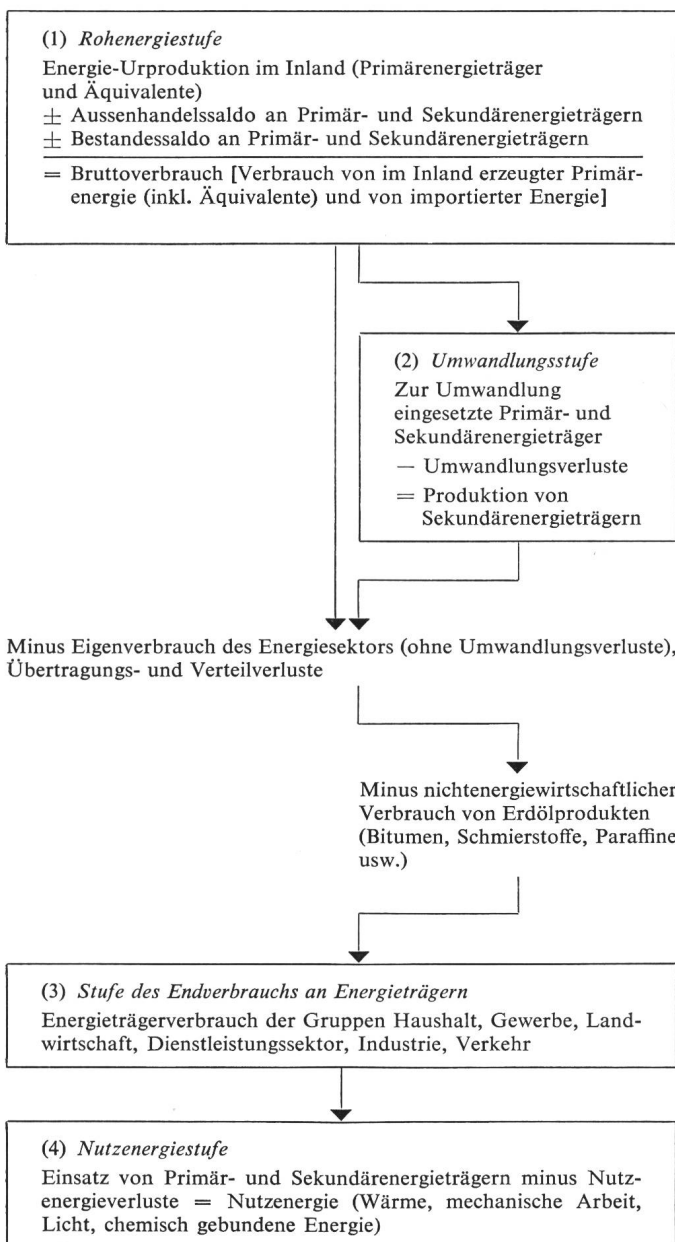 (1) Rohenergiestufe
Energie-Urproduktion im Inland (Primärenergieträger
und Äquivalente)
± Aussenhandelssaldo an Primär- und Sekundärenergieträgern
± Bestandessaldo an Primär- und Sekundärenergieträgern
= Bruttoverbrauch [Verbrauch von im Inland erzeugter Primär-
energie (inkl. Äquivalente) und von importierter Energie]
(2) Umwandlungsstufe
Zur Umwandlung
eingesetzte Primär- und
Sekundärenergieträger
— Umwandlungsverluste
= Produktion von
Sekundärenergieträgern
Minus Eigenverbrauch des Energiesektors (ohne Umwandlungsverluste),
Übertragungs- und Verteilverluste
Minus nichtenergiewirtschaftlicher
Verbrauch von Erdölprodukten
(Bitumen, Schmierstoffe, Paraffine
usw.)
(3) Stufe des Endverbrauchs an Energieträgern
Energieträgerverbrauch der Gruppen Haushalt, Gewerbe, Land-
wirtschaft, Dienstleistungssektor, Industrie, Verkehr
(4) Nutzenergiestufe
Einsatz von Primär- und Sekundärenergieträgern minus Nutz-
energieverluste = Nutzenergie (Wärme, mechanische Arbeit,
Licht, chemisch gebundene Energie)